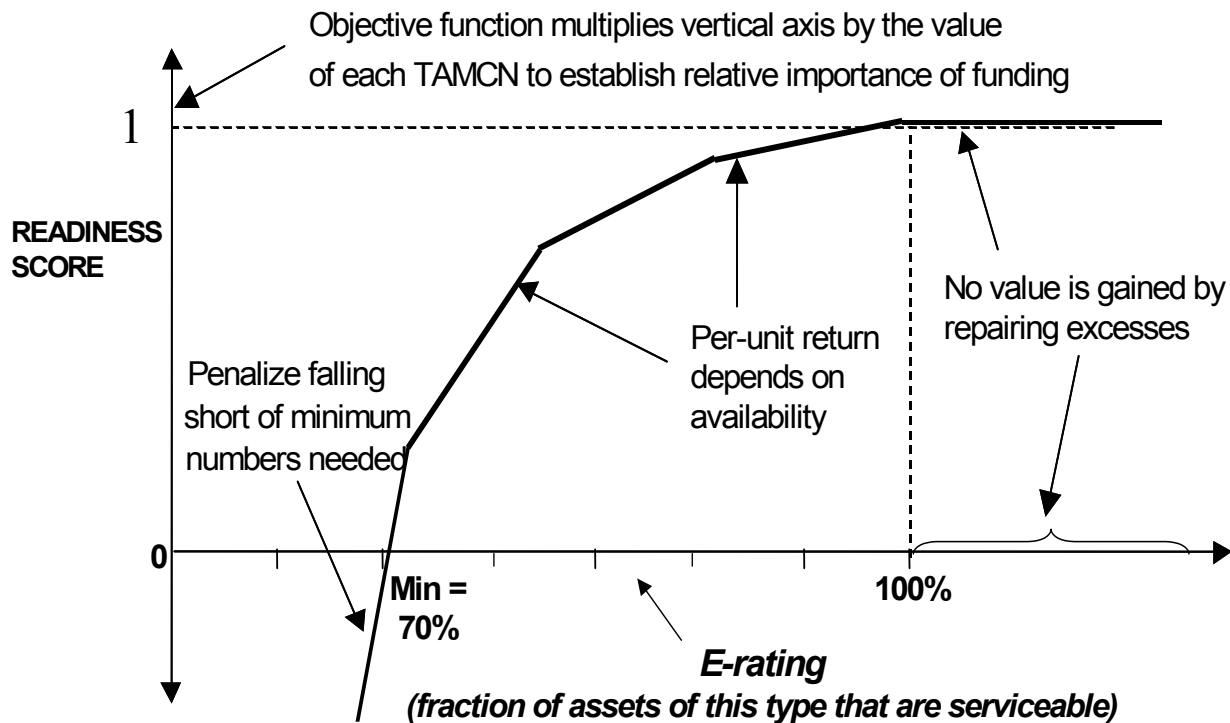 Objective function multiplies vertical axis by the value
of each TAMCN to establish relative importance of funding
1
READINESS
SCORE
No value is gained by
repairing excesses
Per-unit return
depends on
availability
Penalize falling
short of minimum
numbers needed
0
Min =
70%
100%
E-rating
(fraction of assets of this type that are serviceable)